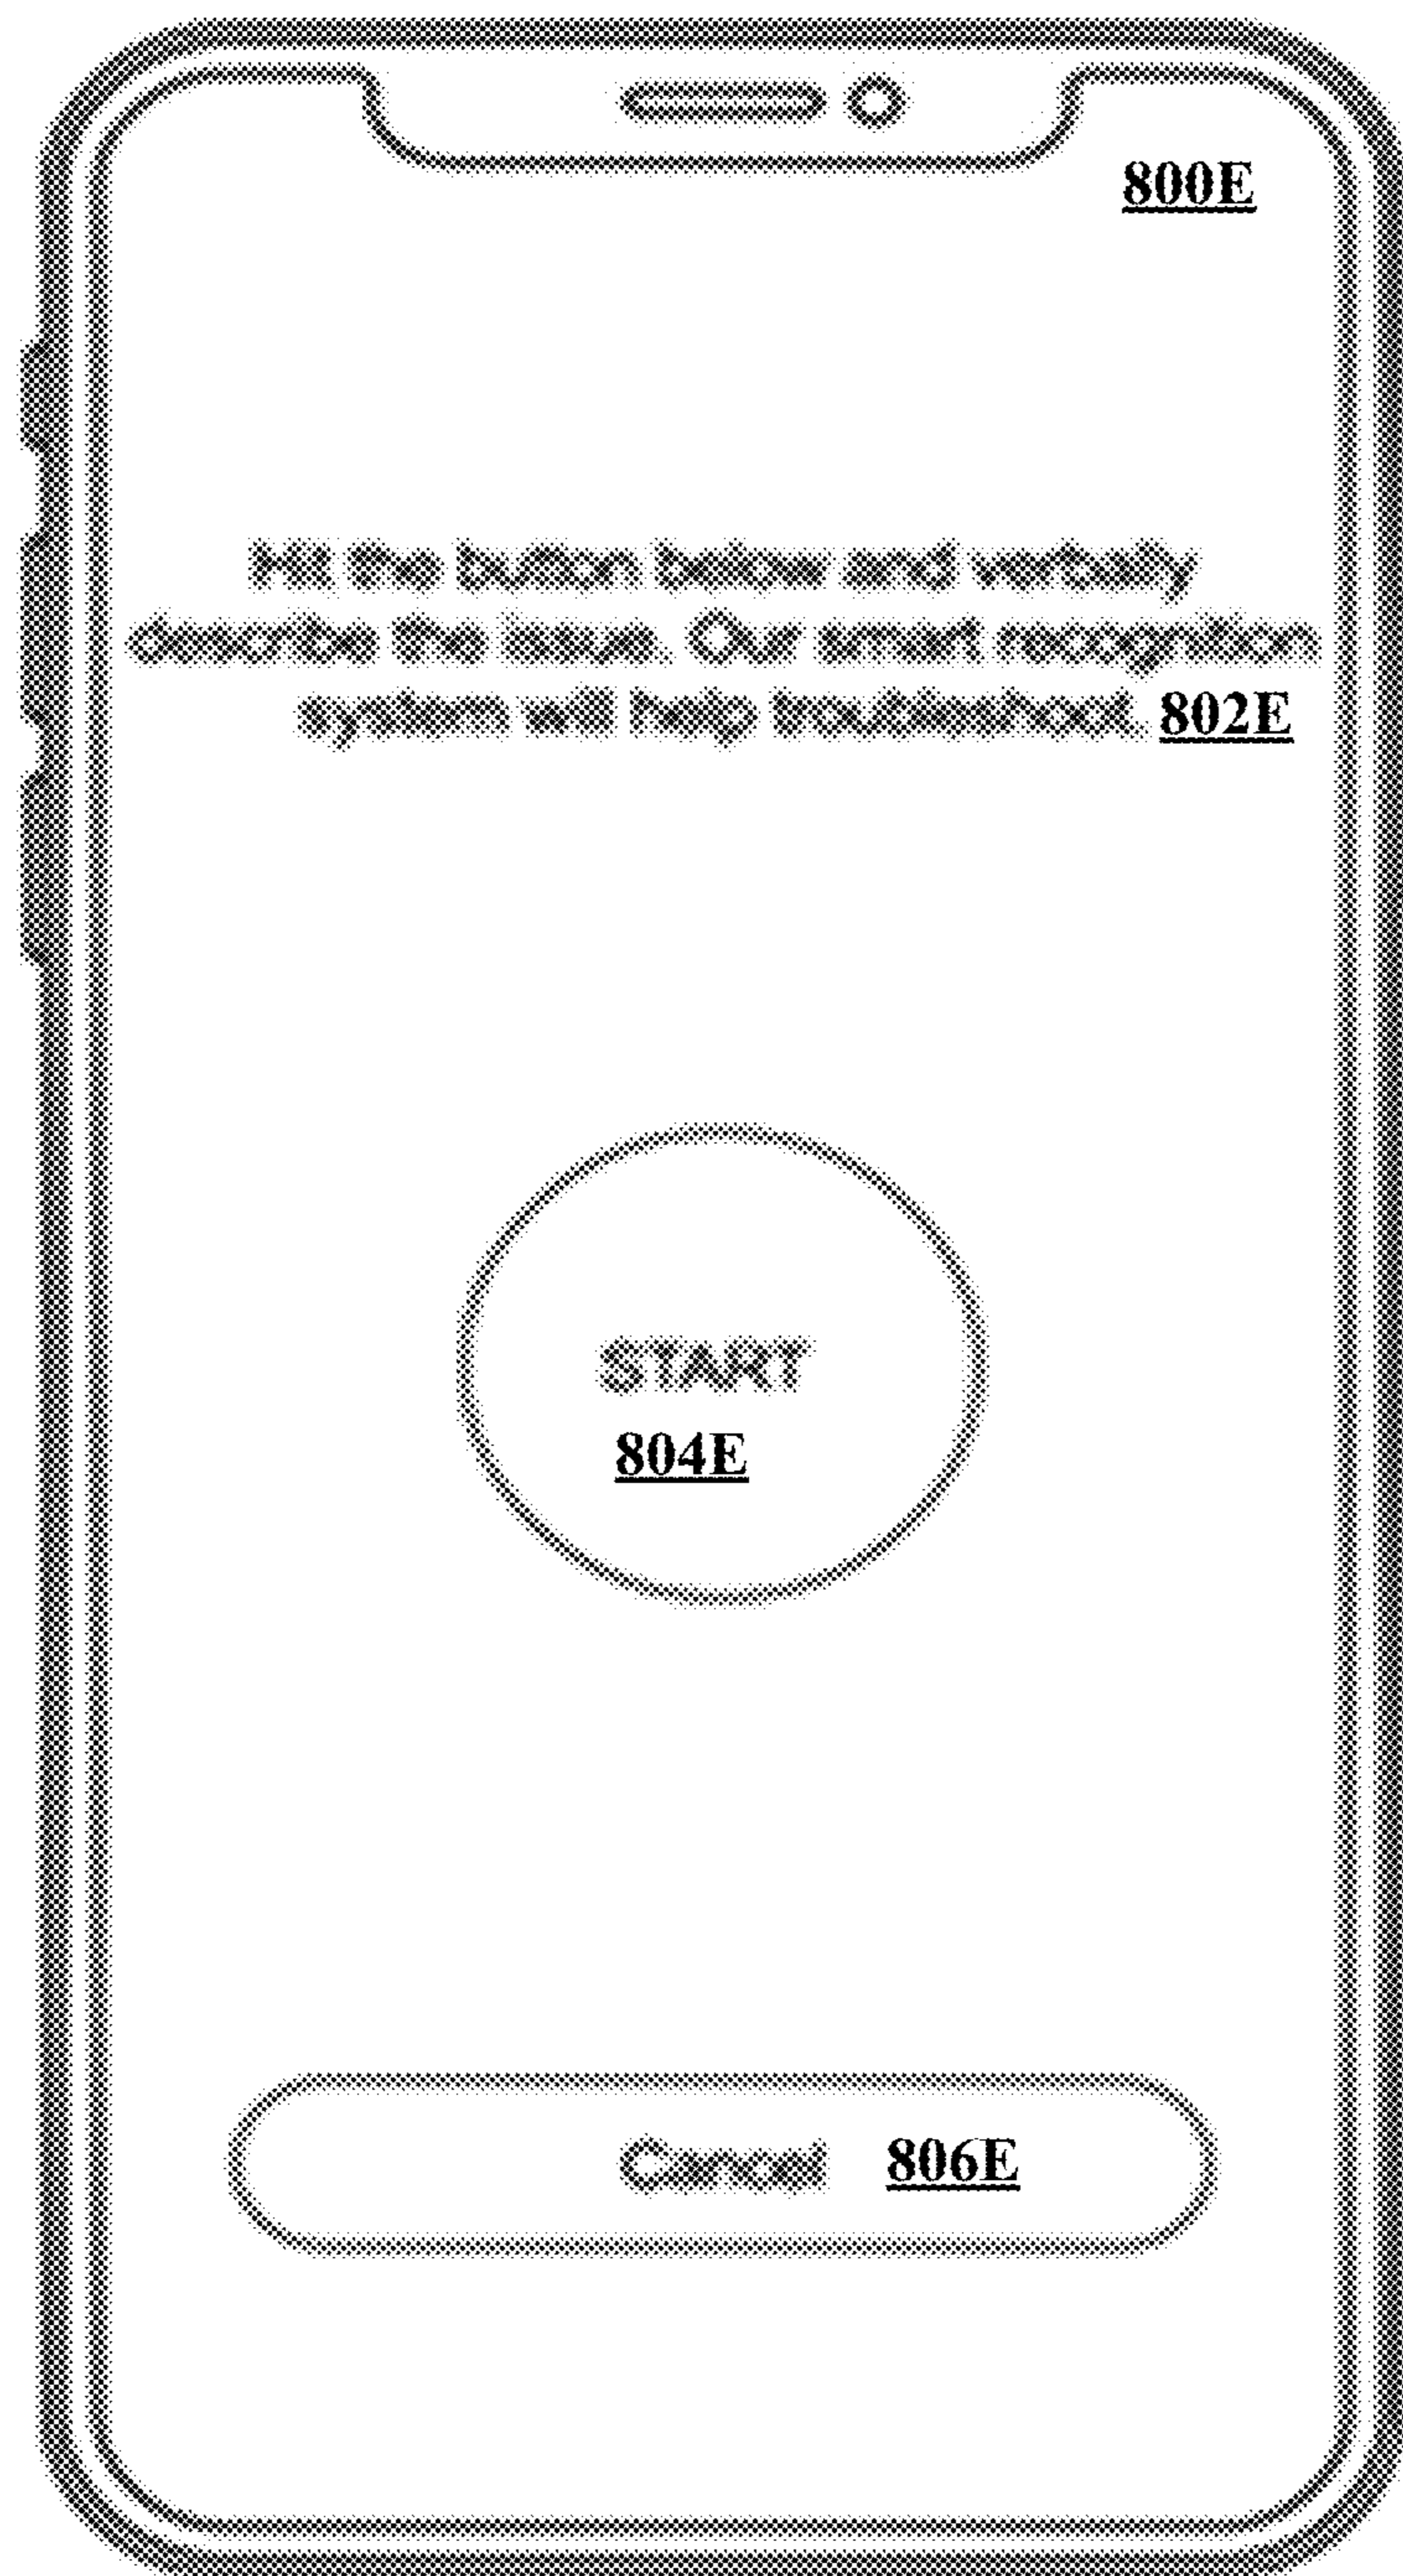 800E
Hit the button below and verbally
describe the issue. Our smart recognition
system will help troubleshoot. 802E
START
804E
Cancel 806E